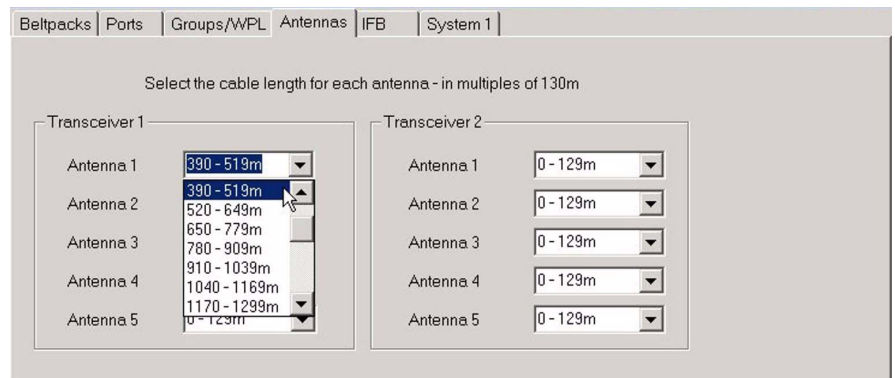 Beltpacks Ports Groups/WPL Antennas IFB System 1
Select the cable length for each antenna - in multiples of 130m
Transceiver 1
Antenna 1 390 - 519m
390 - 519m
Antenna 2
520 - 649m
650 - 779m
Antenna 3
780 - 909m
910 - 1039m
Antenna 4
1040 - 1169m
1170 - 1299m
Antenna 5 0 - 129m
Transceiver 2
Antenna 1 0 - 129m
Antenna 2 0 - 129m
Antenna 3 0 - 129m
Antenna 4 0 - 129m
Antenna 5 0 - 129m